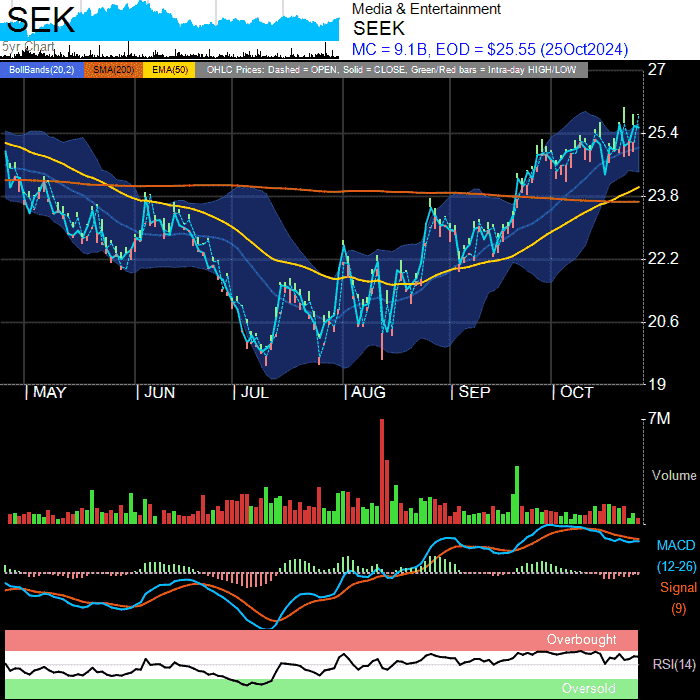 SEK
5yr Chart
Media & Entertainment
SEEK
MC = 9.1B, EOD = $25.55 (25Oct2024)
BollBands(20,2) SMA(200) EMA(50) OHLC Prices: Dashed = OPEN, Solid = CLOSE, Green/Red bars = Intra-day HIGH/LOW
27
25.4
23.8
22.2
20.6
19
| MAY | JUN | JUL | AUG | SEP | OCT
7M
Volume
MACD
(12-26)
Signal
(9)
Overbought
RSI(14)
Oversold